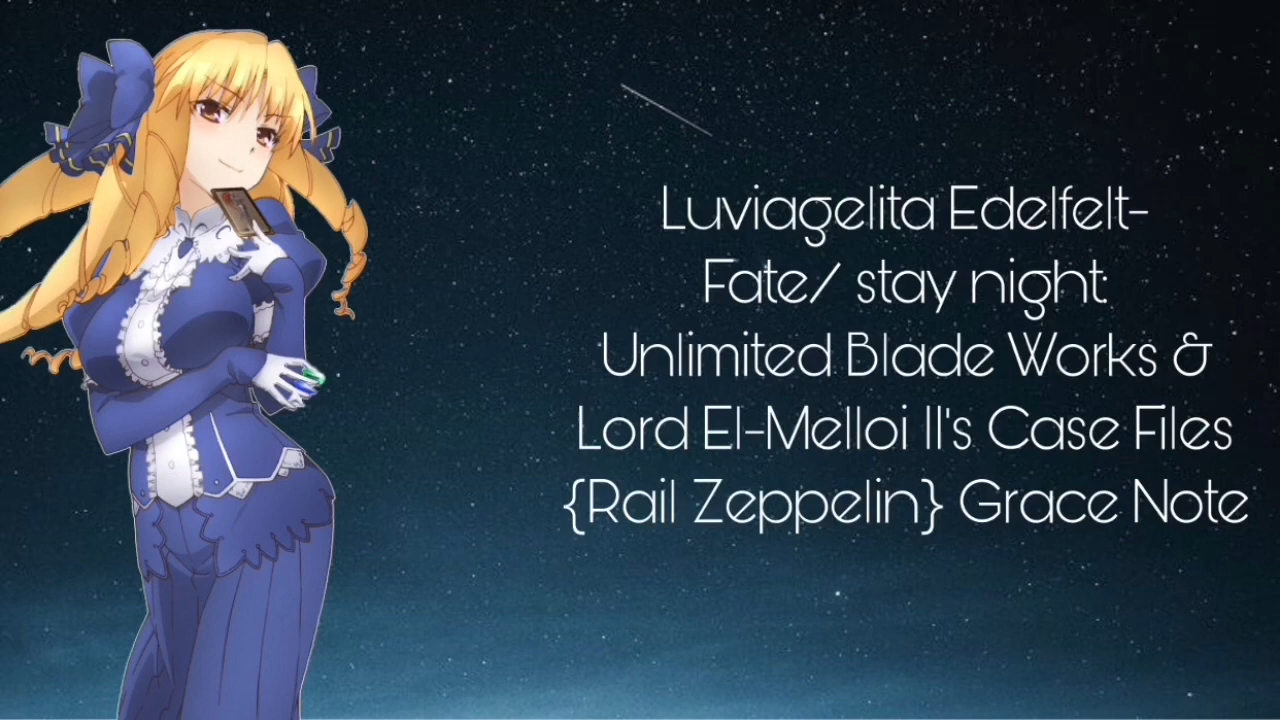 Luviagelita Edelfelt-
Fate/ stay night:
Unlimited Blade Works &
Lord El-Melloi II's Case Files
{Rail Zeppelin} Grace Note